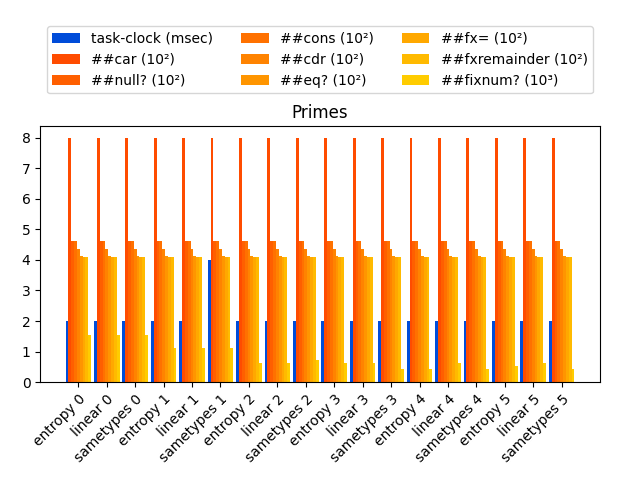 task-clock (msec) ##cons (10²) ##fx= (10²)
##car (10²) ##cdr (10²) ##fxremainder (10²)
##null? (10²) ##eq? (10²) ##fixnum? (10³)
Primes
8
7
6
5
4
3
2
1
0
entropy 0
linear 0
sametypes 0
entropy 1
linear 1
sametypes 1
entropy 2
linear 2
sametypes 2
entropy 3
linear 3
sametypes 3
entropy 4
linear 4
sametypes 4
entropy 5
linear 5
sametypes 5